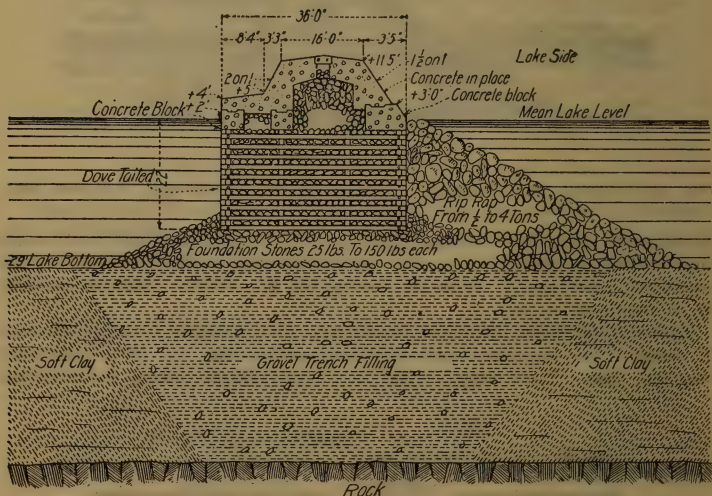 36'0"
8'4" 3'3" 16'0" 3'5"
+11.5' 1½ on 1
Lake Side
2 on 1
+5
Concrete in place
+4'
+3'0" Concrete block
Concrete Block +2'
Mean Lake Level
Dove Tailed
Rip Rap
From ½ to 4 Tons
Foundation Stones 25 lbs. To 150 lbs each
-29' Lake Bottom
Soft Clay
Gravel Trench Filling
Soft Clay
Rock